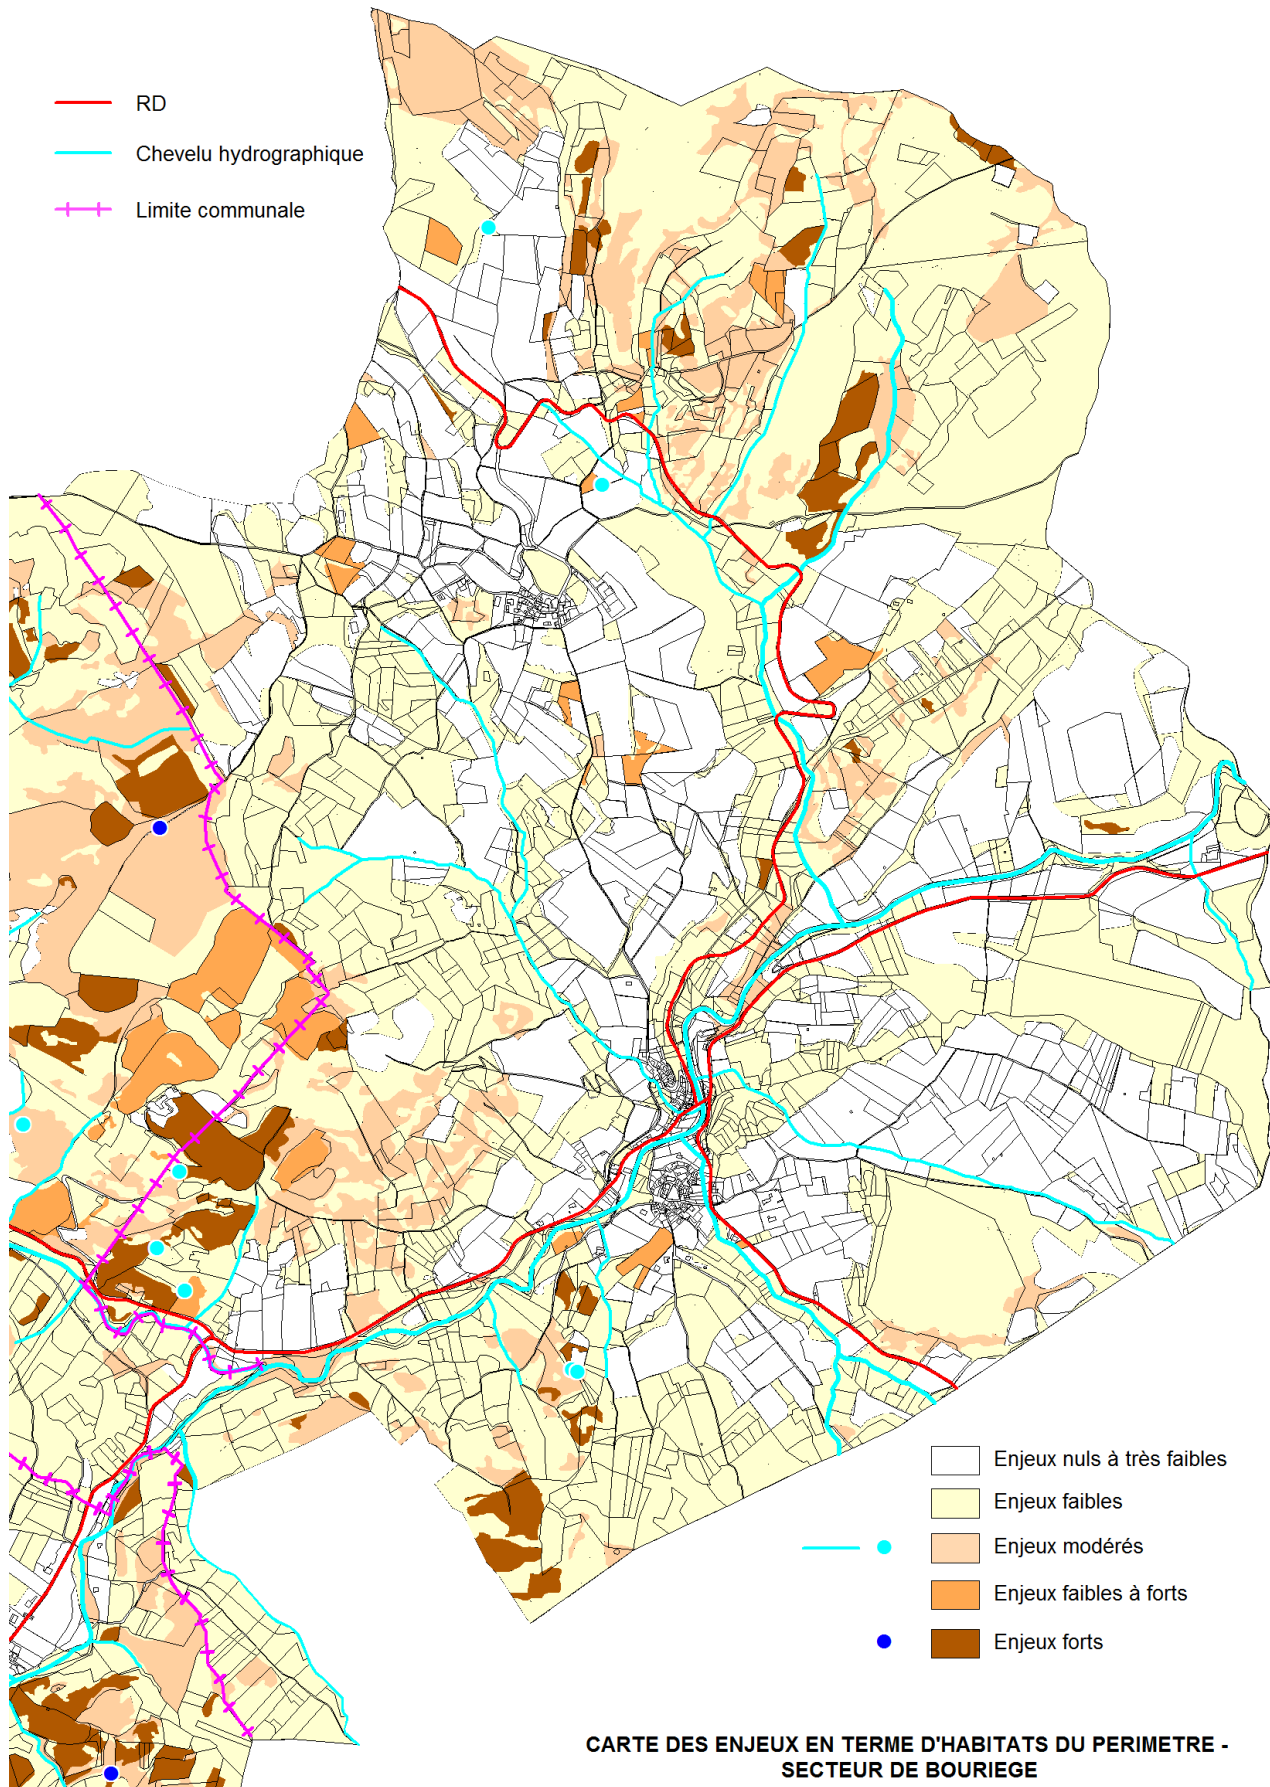 RD
Chevelu hydrographique
Limite communale
Enjeux nuls à très faibles
Enjeux faibles
Enjeux modérés
Enjeux faibles à forts
Enjeux forts
CARTE DES ENJEUX EN TERME D'HABITATS DU PERIMETRE -
SECTEUR DE BOURIEGE